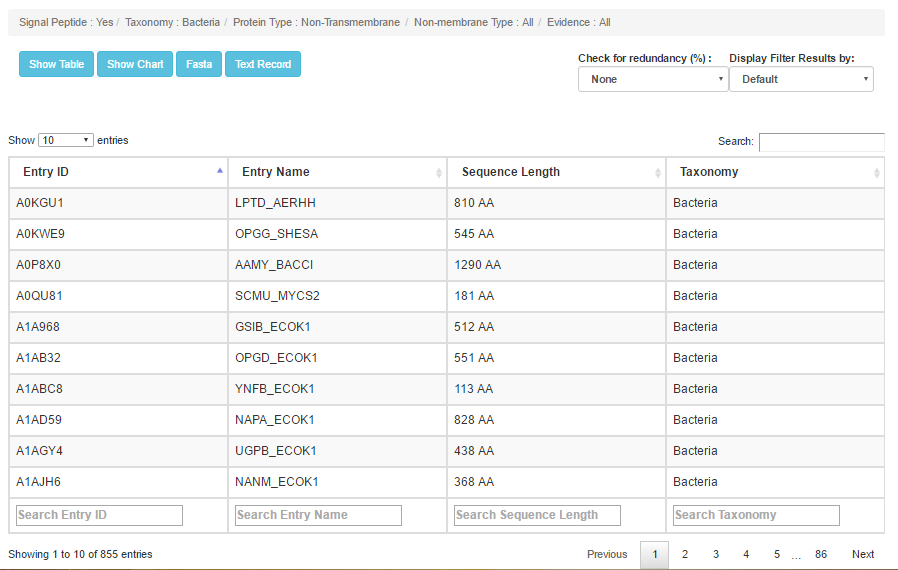 Signal Peptide : Yes / Taxonomy : Bacteria / Protein Type : Non-Transmembrane / Non-membrane Type : All / Evidence : All
Show Table Show Chart Fasta Text Record
Check for redundancy (%) : Display Filter Results by:
None Default
Show 10 entries Search:
Entry ID Entry Name Sequence Length Taxonomy
A0KGU1 LPTD_AERHH 810 AA Bacteria
A0KWE9 OPGG_SHESA 545 AA Bacteria
A0P8X0 AAMY_BACCI 1290 AA Bacteria
A0QU81 SCMU_MYCS2 181 AA Bacteria
A1A968 GSIB_ECOK1 512 AA Bacteria
A1AB32 OPGD_ECOK1 551 AA Bacteria
A1ABC8 YNFB_ECOK1 113 AA Bacteria
A1AD59 NAPA_ECOK1 828 AA Bacteria
A1AGY4 UGPB_ECOK1 438 AA Bacteria
A1AJH6 NANM_ECOK1 368 AA Bacteria
Search Entry ID Search Entry Name Search Sequence Length Search Taxonomy
Showing 1 to 10 of 855 entries Previous 1 2 3 4 5 ... 86 Next